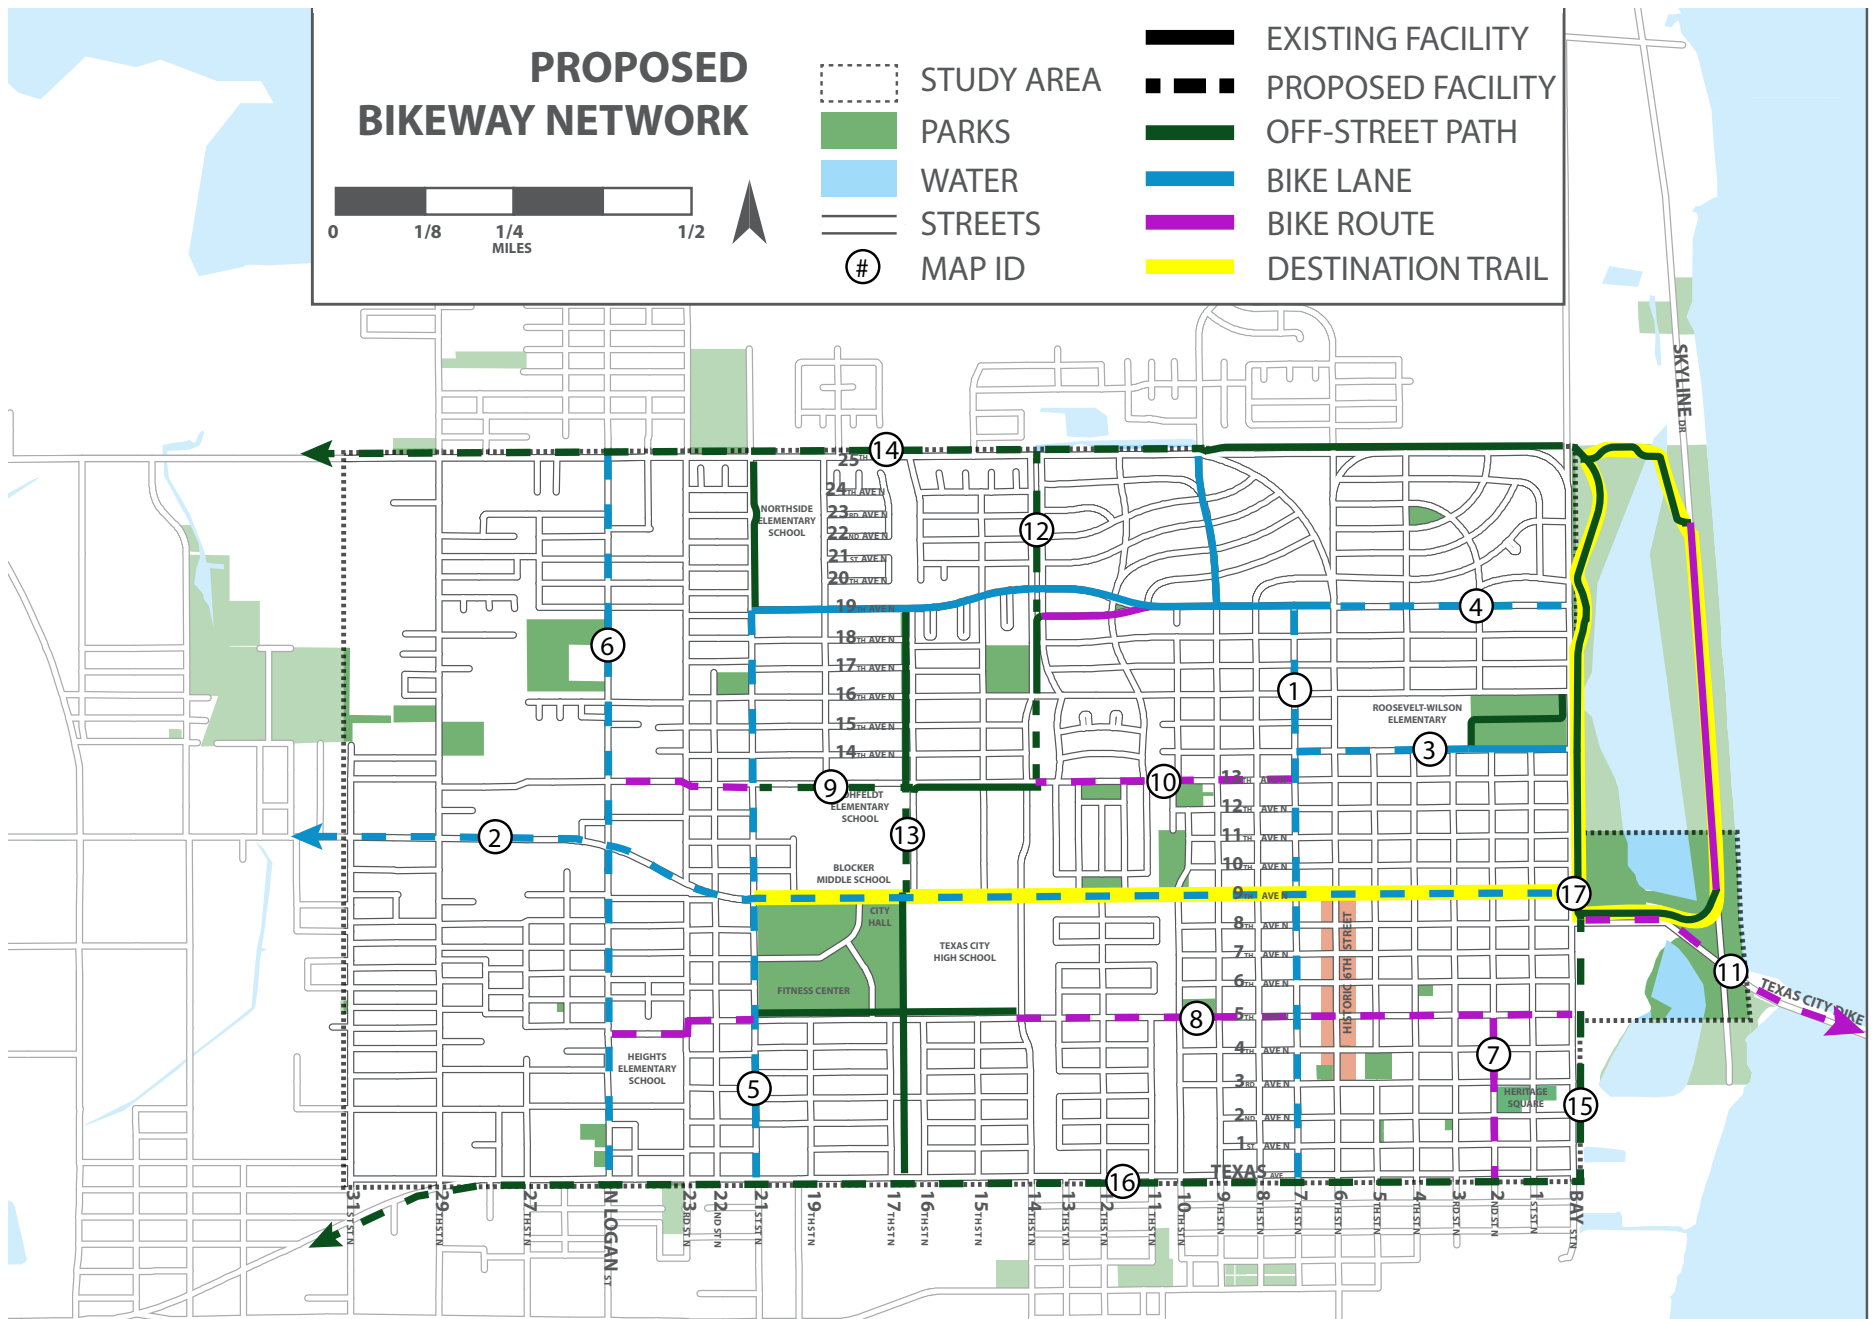 PROPOSED
BIKEWAY NETWORK
0 1/8 1/4 1/2
MILES
STUDY AREA
PARKS
WATER
STREETS
# MAP ID
EXISTING FACILITY
PROPOSED FACILITY
OFF-STREET PATH
BIKE LANE
BIKE ROUTE
DESTINATION TRAIL
SKYLINE DR
14
25TH
24TH AVE N
23RD AVE N
22ND AVE N
21ST AVE N
20TH AVE N
19TH AVE N
18TH AVE N
17TH AVE N
16TH AVE N
15TH AVE N
14TH AVE N
NORTHSIDE
ELEMENTARY
SCHOOL
12
4
6
1
ROOSEVELT-WILSON
ELEMENTARY
3
9
10
13TH AVE N
12TH AVE N
11TH AVE N
10TH AVE N
9TH AVE N
8TH AVE N
7TH AVE N
6TH AVE N
5TH
4TH AVE N
3RD AVE N
2ND AVE N
1ST AVE N
TEXAS AVE
OHFELDT
ELEMENTARY
SCHOOL
13
2
BLOCKER
MIDDLE SCHOOL
17
CITY
HALL
TEXAS CITY
HIGH SCHOOL
HISTORIC 6TH STREET
FITNESS CENTER
11
TEXAS CITY DIKE
8
HEIGHTS
ELEMENTARY
SCHOOL
7
5
HERITAGE
SQUARE
15
16
31ST ST N
29TH ST N
27TH ST N
N LOGAN ST
23RD ST N
22ND ST N
21ST ST N
19TH ST N
17TH ST N
16TH ST N
15TH ST N
14TH ST N
13TH ST N
12TH ST N
11TH ST N
10TH ST N
9TH ST N
8TH ST N
7TH ST N
6TH ST N
5TH ST N
4TH ST N
3RD ST N
2ND ST N
1ST ST N
BAY ST N